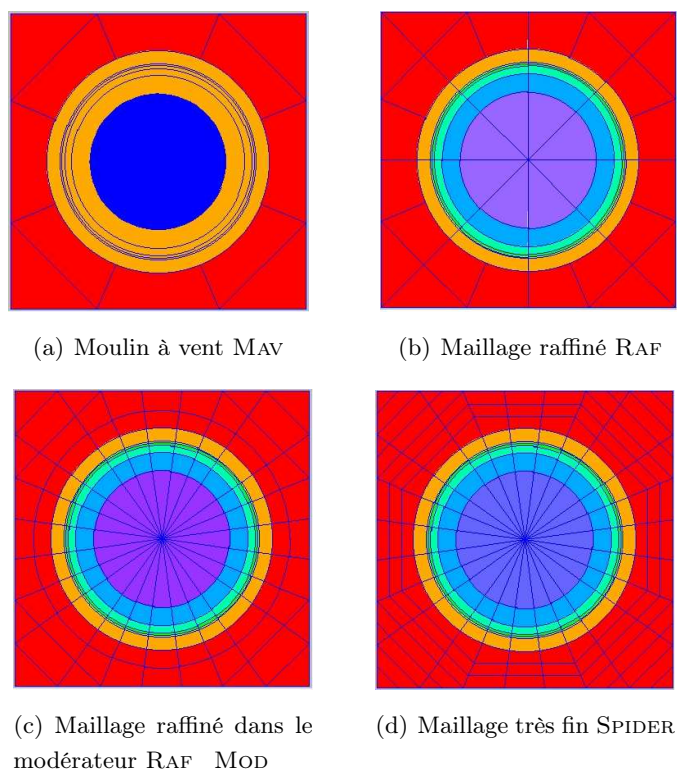 (a) Moulin à vent MAV
(b) Maillage raffiné RAF
(c) Maillage raffiné dans le
modérateur RAF MOD
(d) Maillage très fin SPIDER